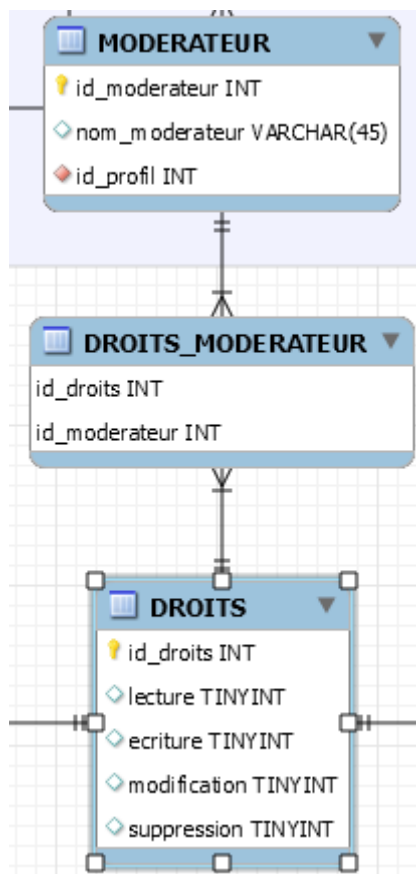 MODERATEUR
id_moderateur INT
nom_moderateur VARCHAR(45)
id_profil INT
DROITS_MODERATEUR
id_droits INT
id_moderateur INT
DROITS
id_droits INT
lecture TINYINT
ecriture TINYINT
modification TINYINT
suppression TINYINT